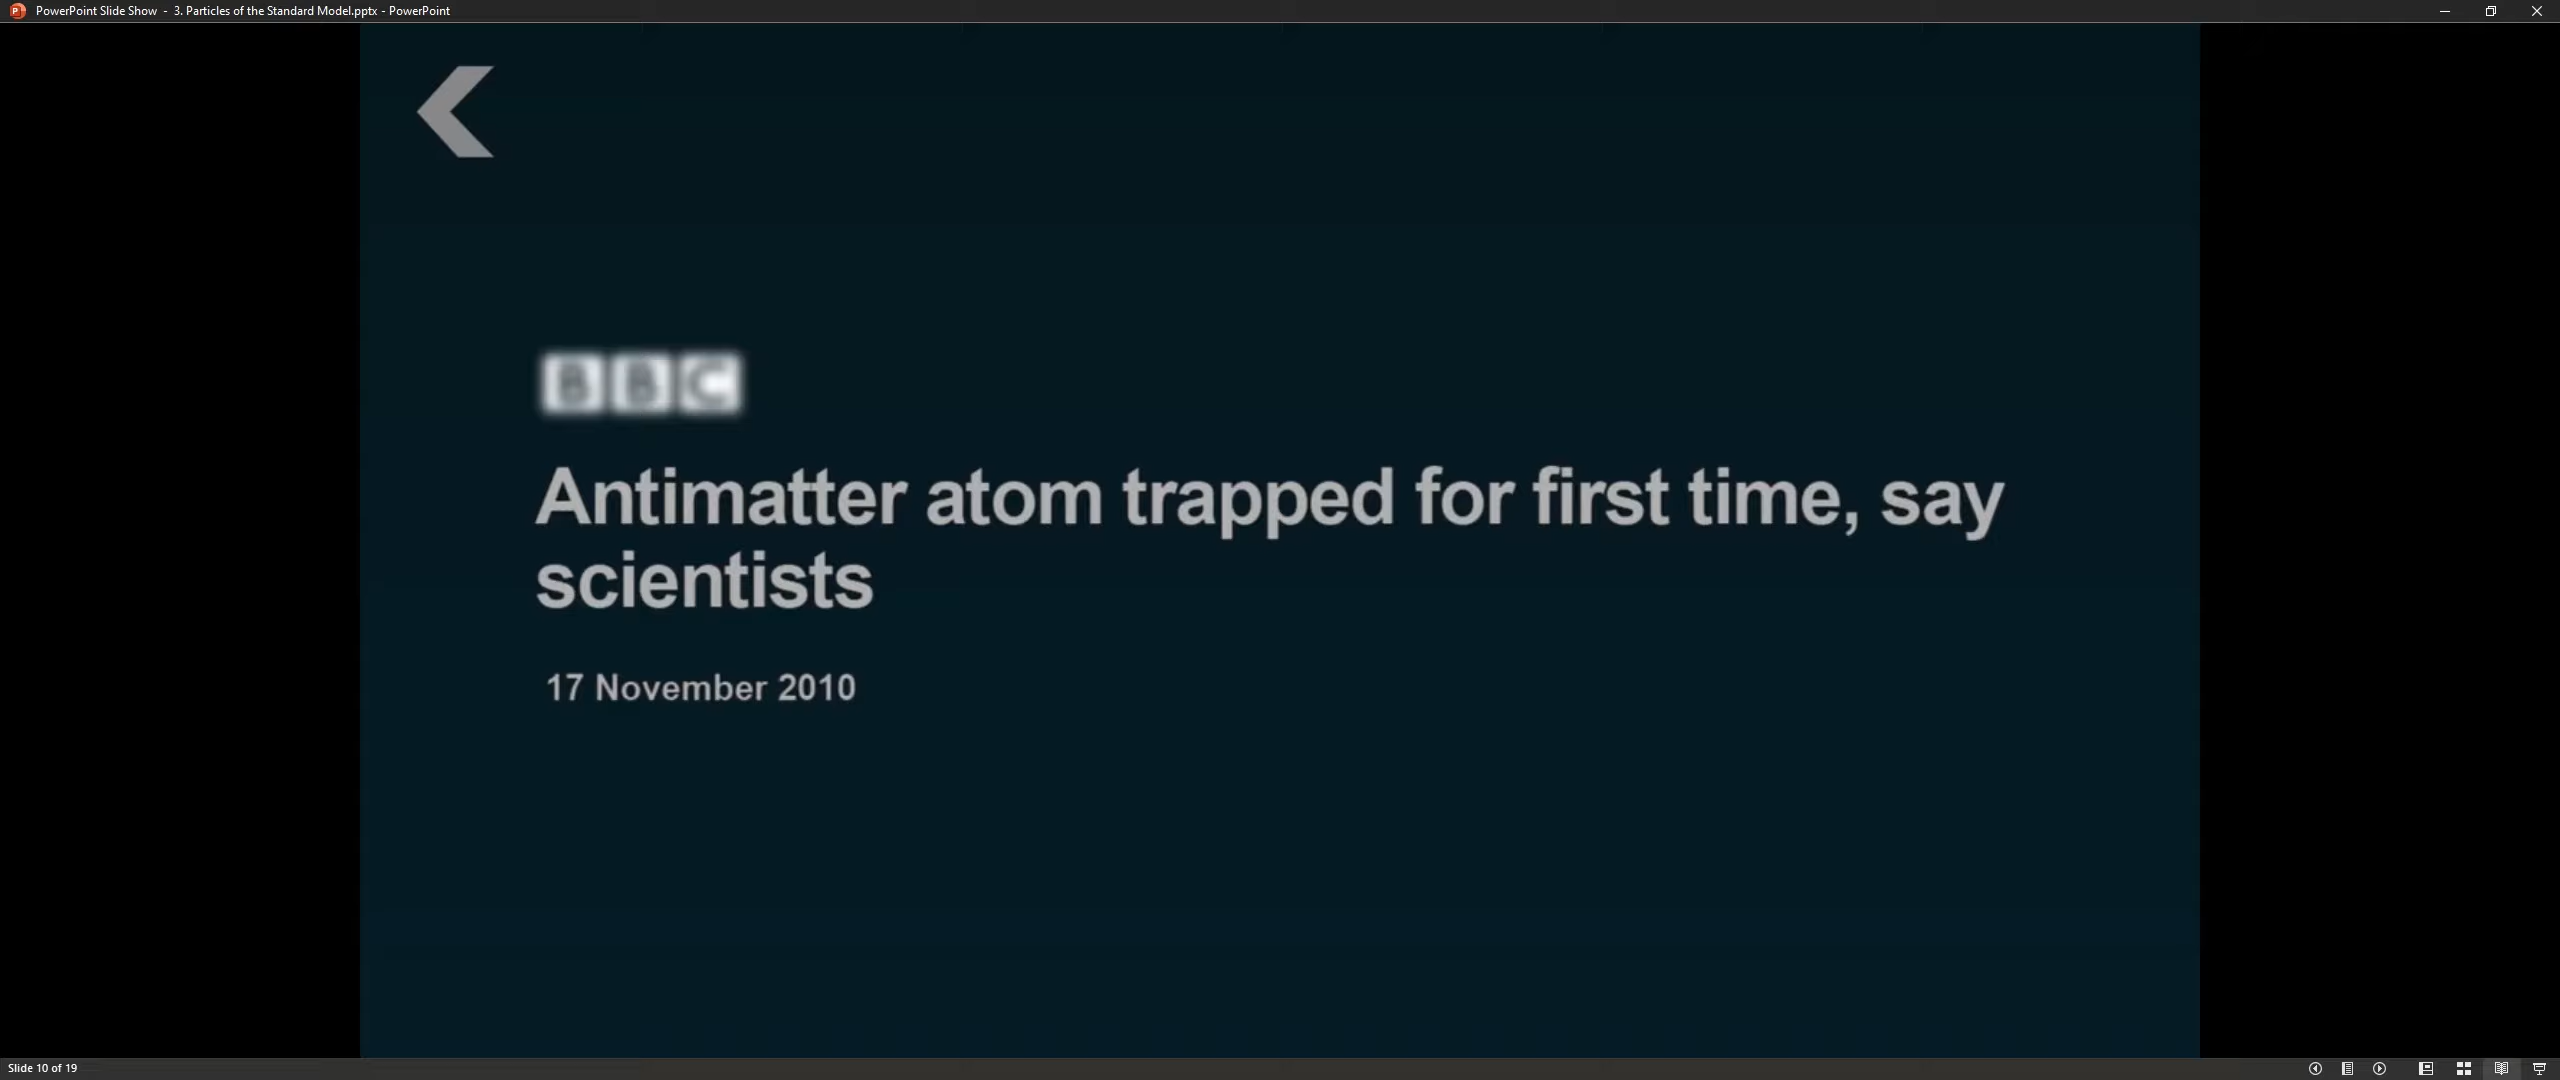 PowerPoint Slide Show - 3. Particles of the Standard Model.pptx - PowerPoint
BBC
Antimatter atom trapped for first time, say
scientists
17 November 2010
Slide 10 of 19